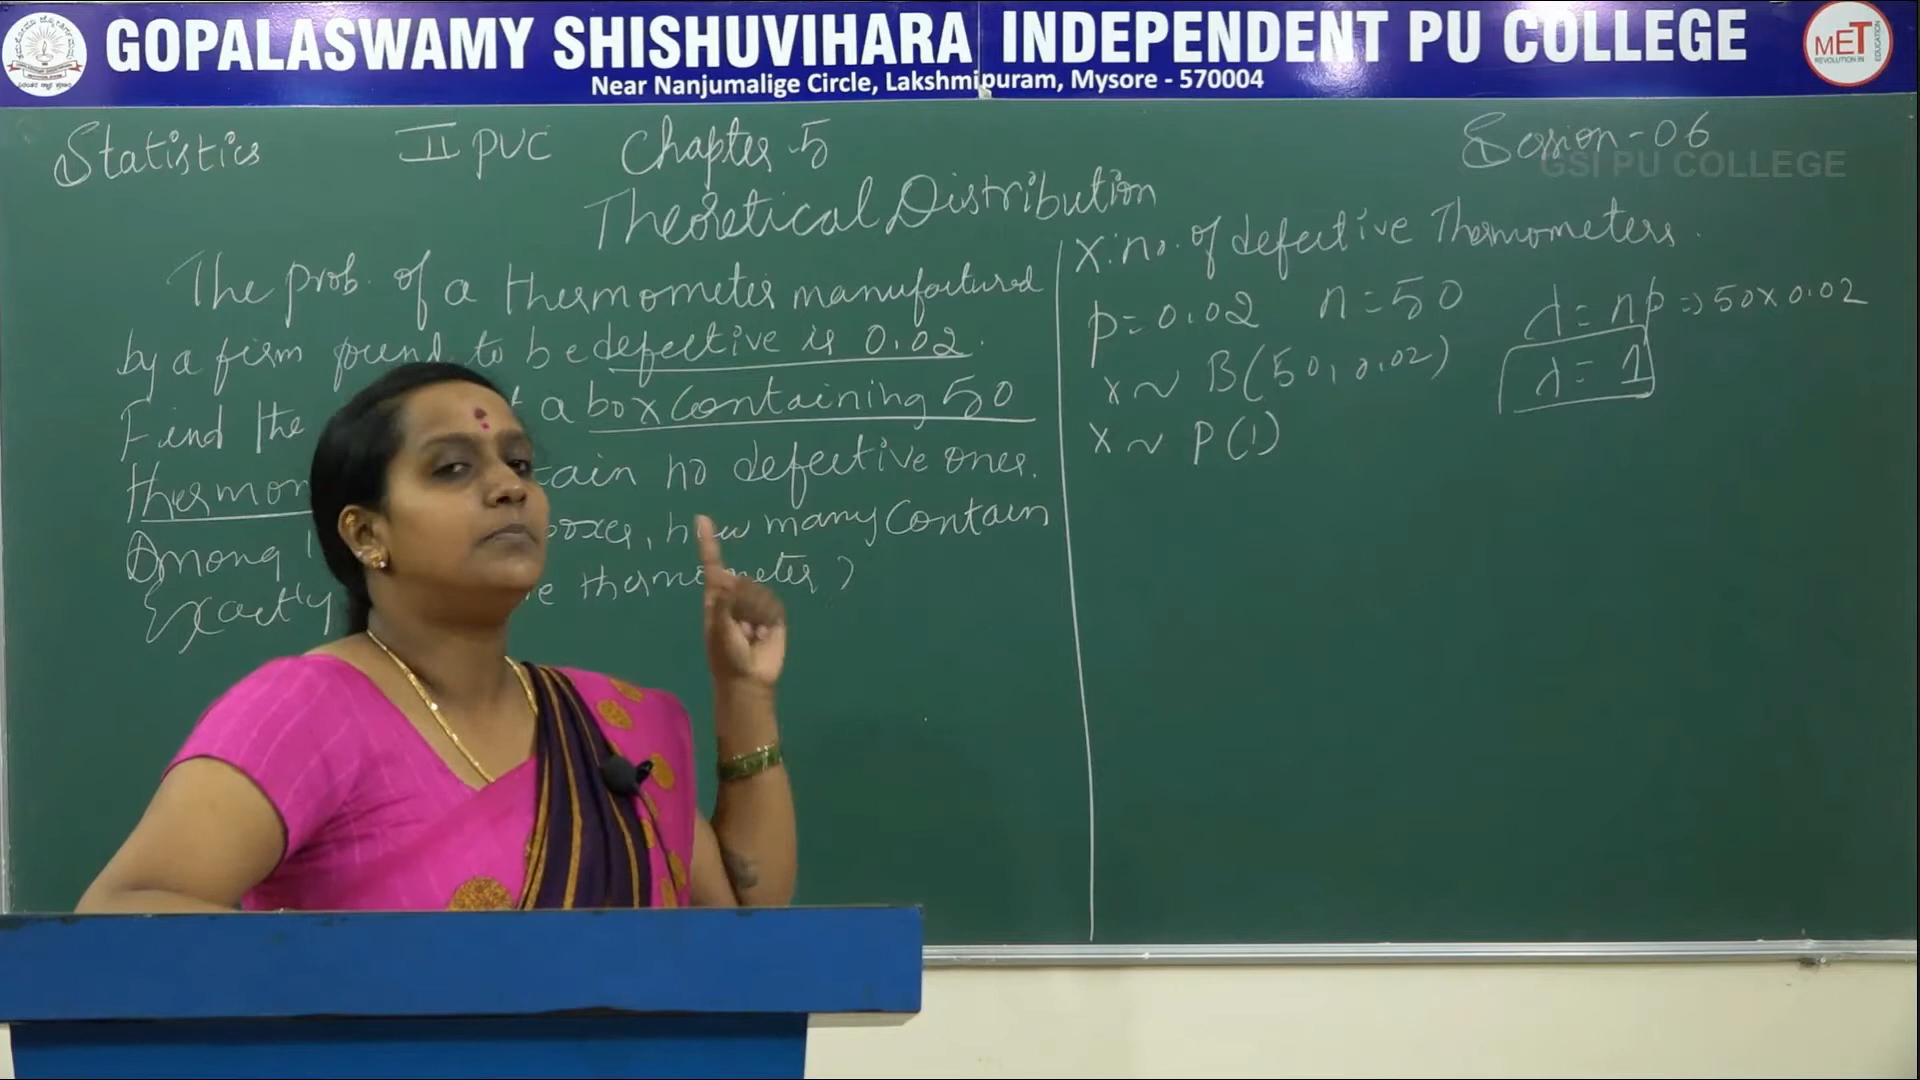 GOPALASWAMY SHISHUVIHARA INDEPENDENT PU COLLEGE
Near Nanjumalige Circle, Lakshmipuram, Mysore - 570004
MET
REVOLUTION IN EDUCATION
Statistics II PUC Chapter-5
Session-06
GSI PU COLLEGE
Theoretical Distribution
The prob. of a thermometer manufactured
by a firm found to be defective is 0.02.
Find the a box containing 50
no defective ones.
Among how many contain
Exactly thermometer?
X: no. of defective Thermometers.
p=0.02 n=50 λ=np ⇒ 50×0.02
x ~ B(50, 0.02) λ= 1
x ~ P(1)